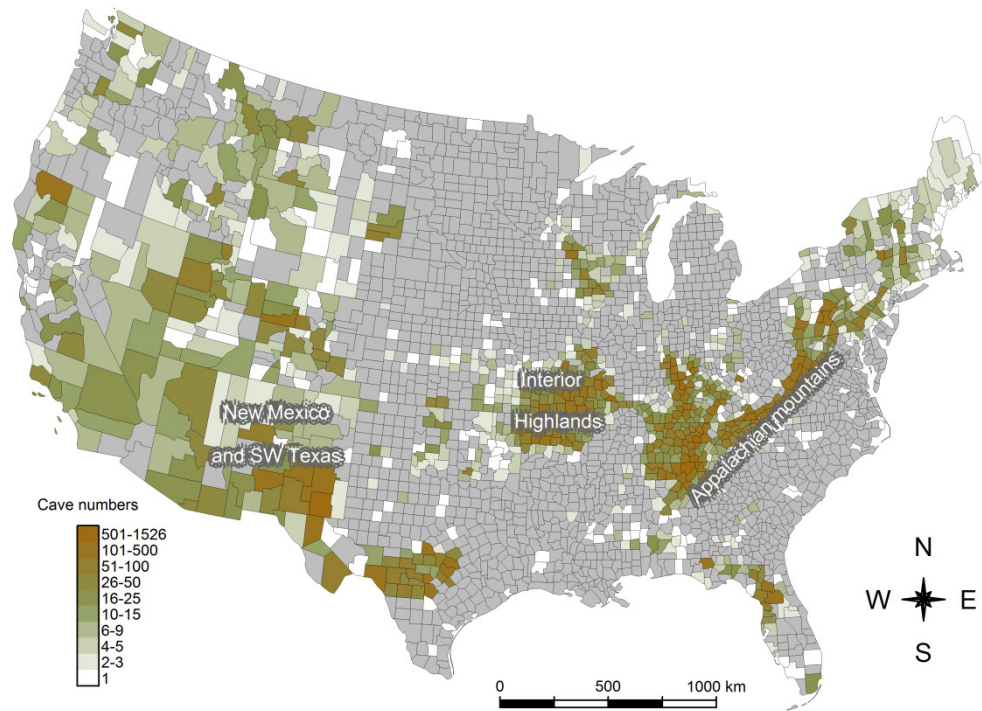 Interior
Highlands
New Mexico
and SW Texas
Appalachian mountains
Cave numbers
501-1526
101-500
51-100
26-50
16-25
10-15
6-9
4-5
2-3
1
N
W E
S
0 500 1000 km